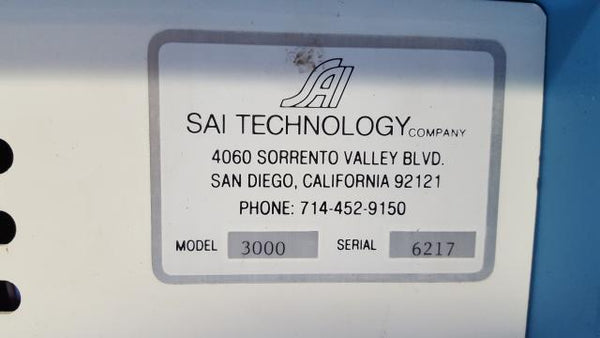 SAI
SAI TECHNOLOGY COMPANY
4060 SORRENTO VALLEY BLVD.
SAN DIEGO, CALIFORNIA 92121
PHONE: 714-452-9150
MODEL 3000 SERIAL 6217